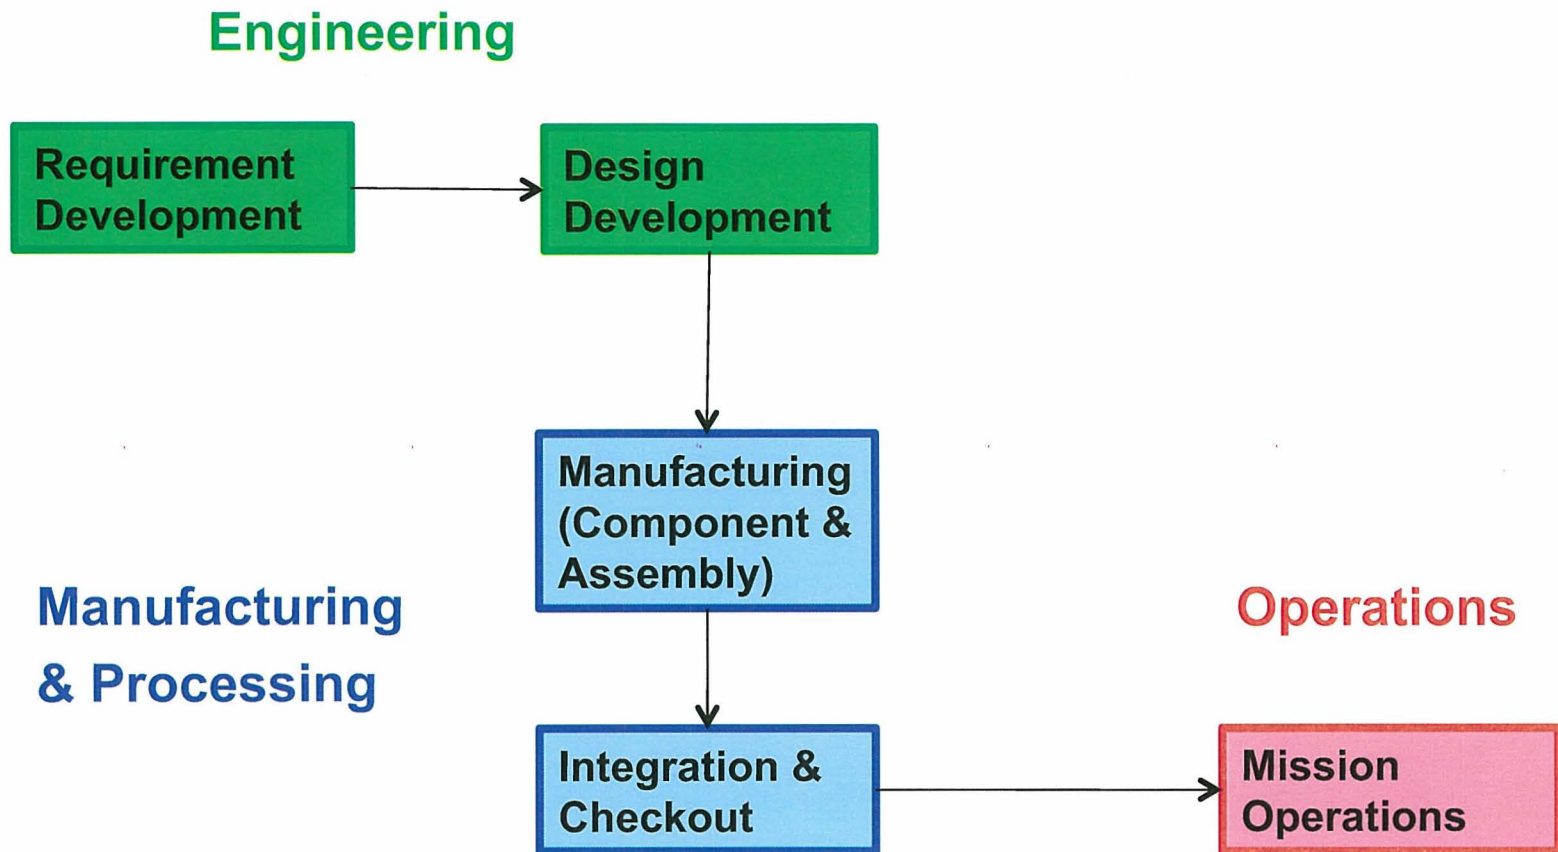 Engineering
Requirement
Development
Design
Development
Manufacturing
(Component &
Assembly)
Manufacturing
& Processing
Operations
Integration &
Checkout
Mission
Operations